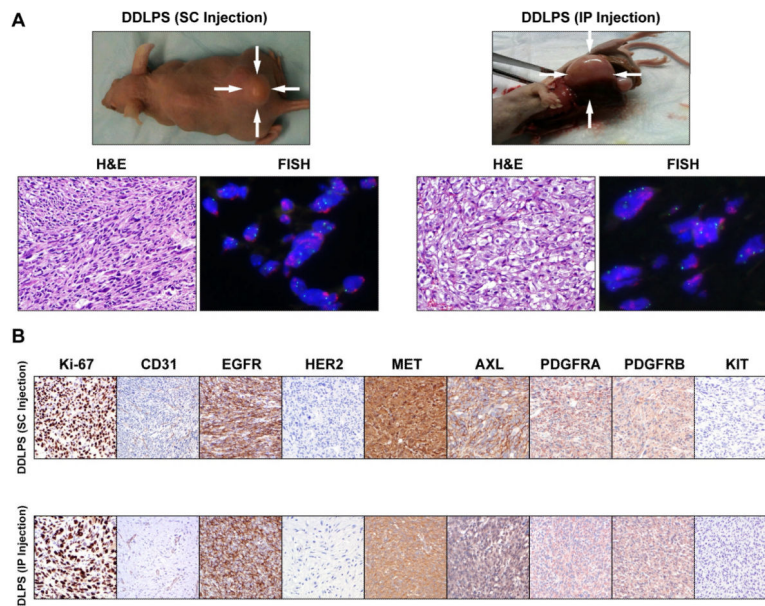 A
DDLPS (SC Injection) DDLPS (IP Injection)
H&E FISH H&E FISH
B
Ki-67 CD31 EGFR HER2 MET AXL PDGFRA PDGFRB KIT
DDLPS (SC Injection)
DLPS (IP Injection)